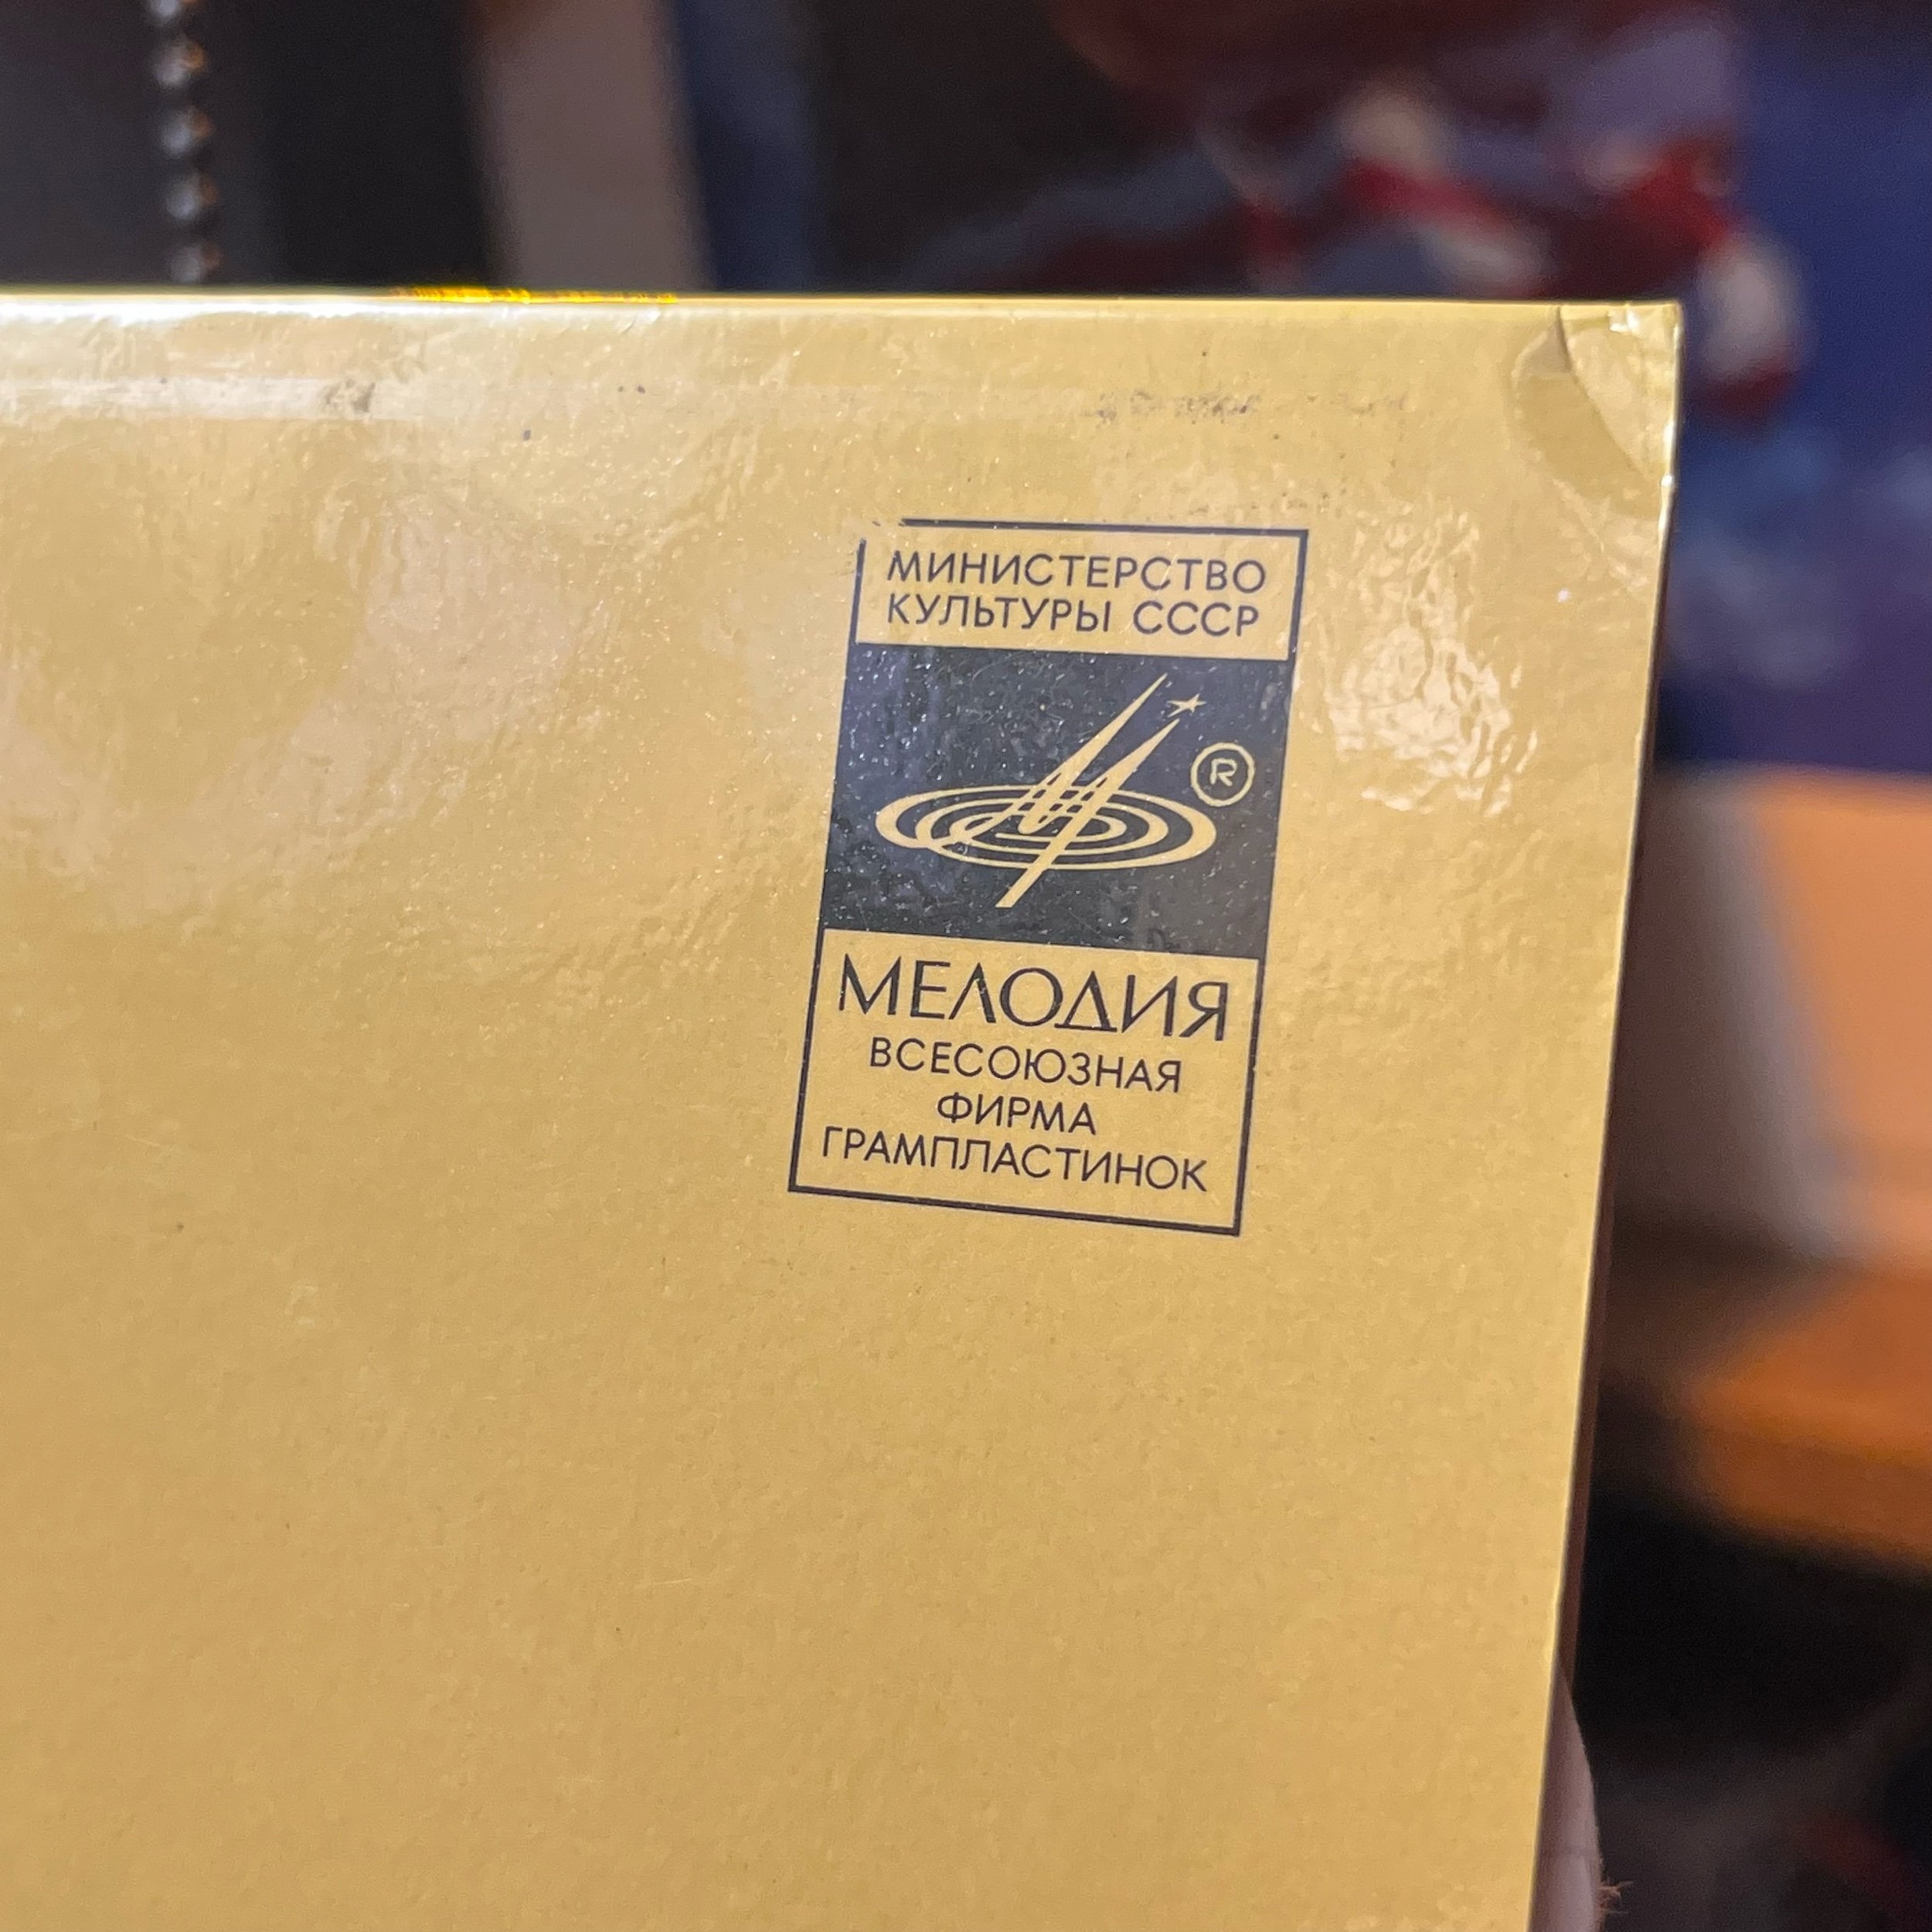 МИНИСТЕРСТВО
КУЛЬТУРЫ СССР
®
МЕЛОДИЯ
ВСЕСОЮЗНАЯ
ФИРМА
ГРАМПЛАСТИНОК